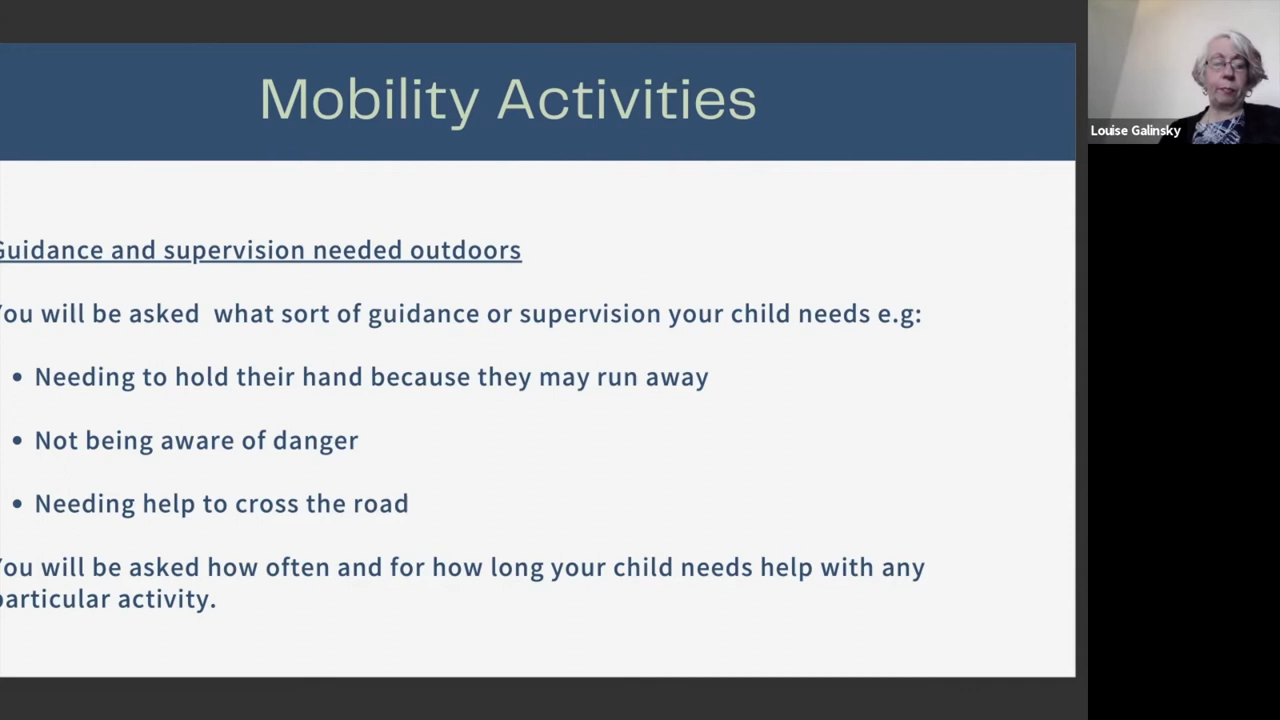 Mobility Activities
Louise Galinsky
Guidance and supervision needed outdoors
You will be asked  what sort of guidance or supervision your child needs e.g:
• Needing to hold their hand because they may run away
• Not being aware of danger
• Needing help to cross the road
You will be asked how often and for how long your child needs help with any
particular activity.